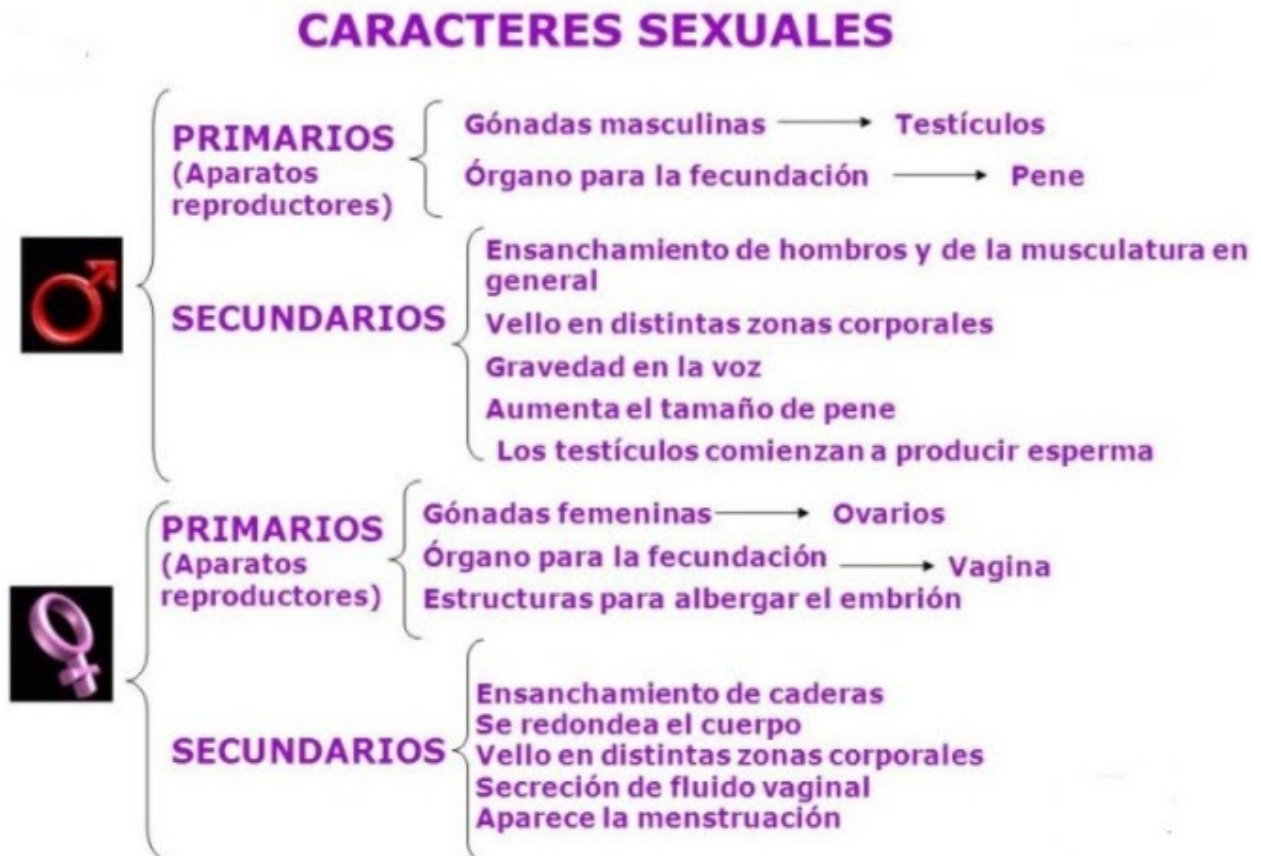 CARACTERES SEXUALES
PRIMARIOS
(Aparatos
reproductores)
Gónadas masculinas Testículos
Órgano para la fecundación Pene
SECUNDARIOS
Ensanchamiento de hombros y de la musculatura en
general
Vello en distintas zonas corporales
Gravedad en la voz
Aumenta el tamaño de pene
Los testículos comienzan a producir esperma
PRIMARIOS
(Aparatos
reproductores)
Gónadas femeninas Ovarios
Órgano para la fecundación Vagina
Estructuras para albergar el embrión
SECUNDARIOS
Ensanchamiento de caderas
Se redondea el cuerpo
Vello en distintas zonas corporales
Secreción de fluido vaginal
Aparece la menstruación